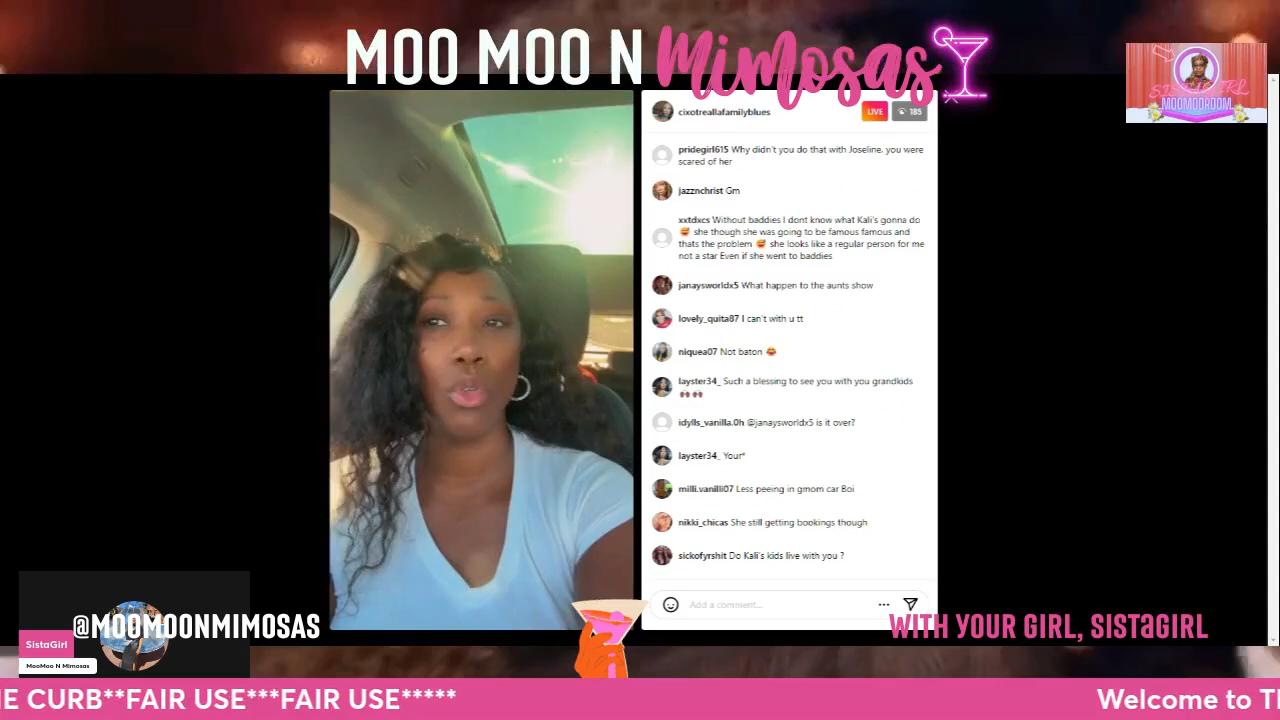 MOO MOO N Mimosas
SISTAGIRL
MOOMOOROOM
cixotreallafamilyblues
LIVE
185
pridegirl615 Why didn't you do that with Joseline. you were
scared of her
jazznchrist Gm
xxtdxcs Without baddies I dont know what Kali's gonna do
🥰 she though she was going to be famous famous and
thats the problem 🥰 she looks like a regular person for me
not a star Even if she went to baddies
janaysworldx5 What happen to the aunts show
lovely_quita87 I can't with u tt
niquea07 Not baton 😂
layster34_ Such a blessing to see you with you grandkids
🙌🏾 🙌🏾
idylls_vanilla.0h @janaysworldx5 is it over?
layster34_ Your*
milli.vanilli07 Less peeing in gmom car Boi
nikki_chicas She still getting bookings though
sickofyrshit Do Kali's kids live with you ?
Add a comment...
@MOOMOONMIMOSAS
WITH YOUR GIRL, SISTAGIRL
SistaGirl
MooMoo N Mimosas
E CURB**FAIR USE***FAIR USE*****
Welcome to Th